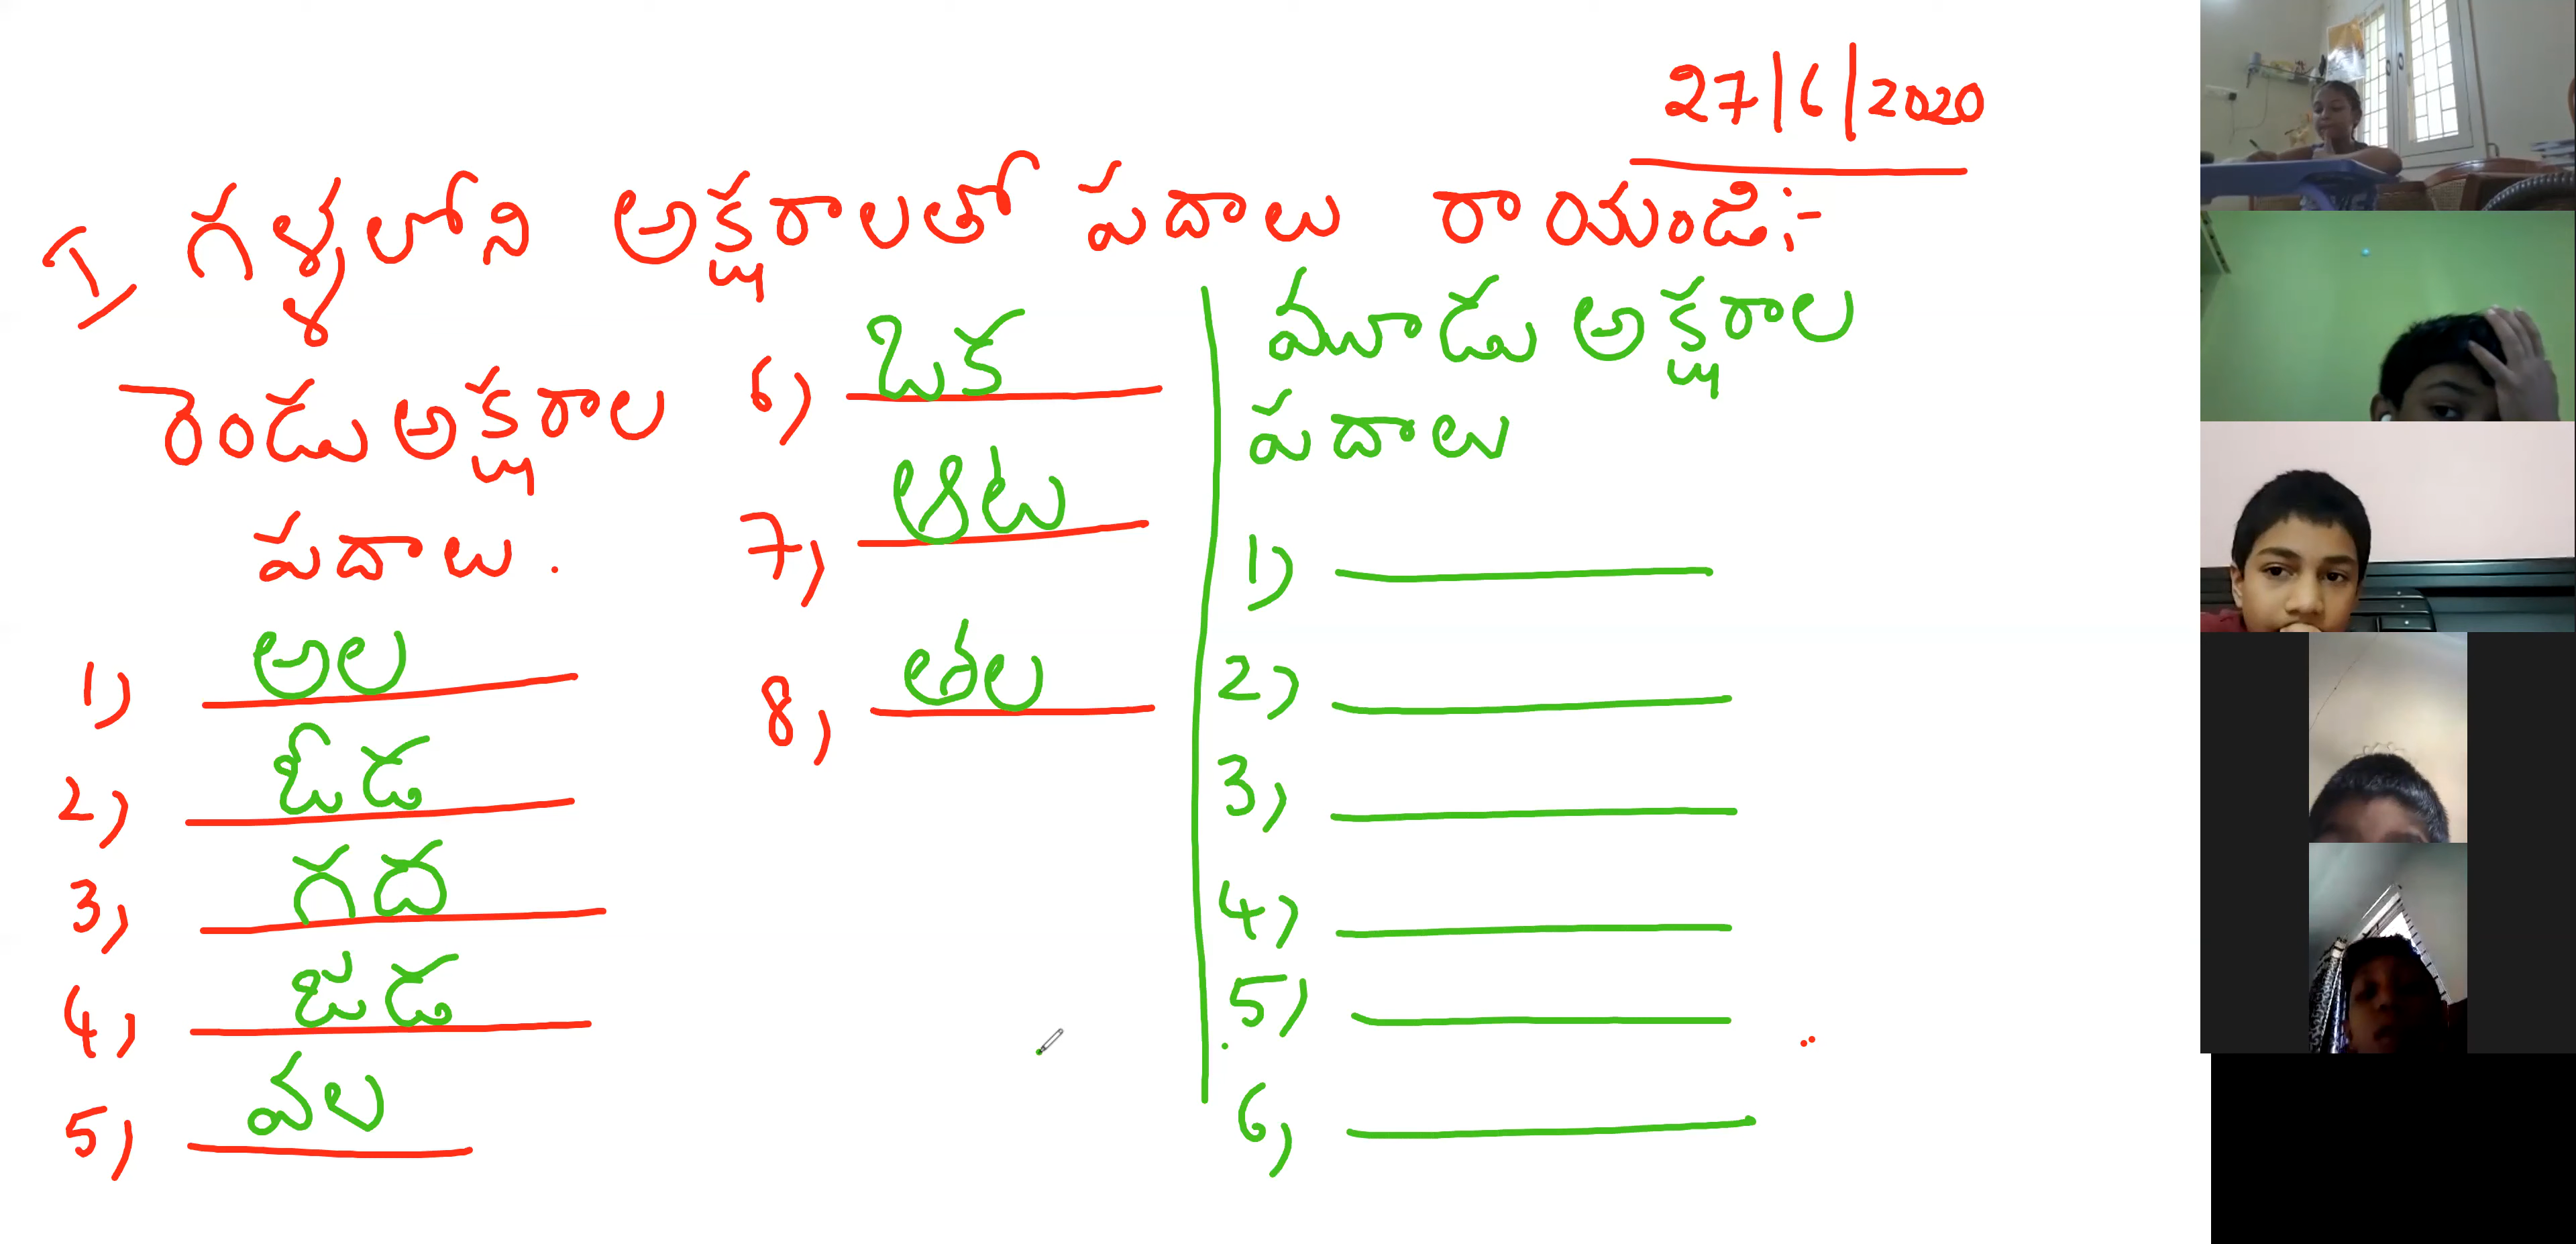 27/6/2020
I గళ్ళలోని అక్షరాలతో పదాలు రాయండి:-
రెండు అక్షరాల
పదాలు.
1) అల
2) ఓడ
3) గద
4) జడ
5) వల
6) ఒక
7) ఆట
8) తల
మూడు అక్షరాల
పదాలు
1)
2)
3)
4)
5)
6)